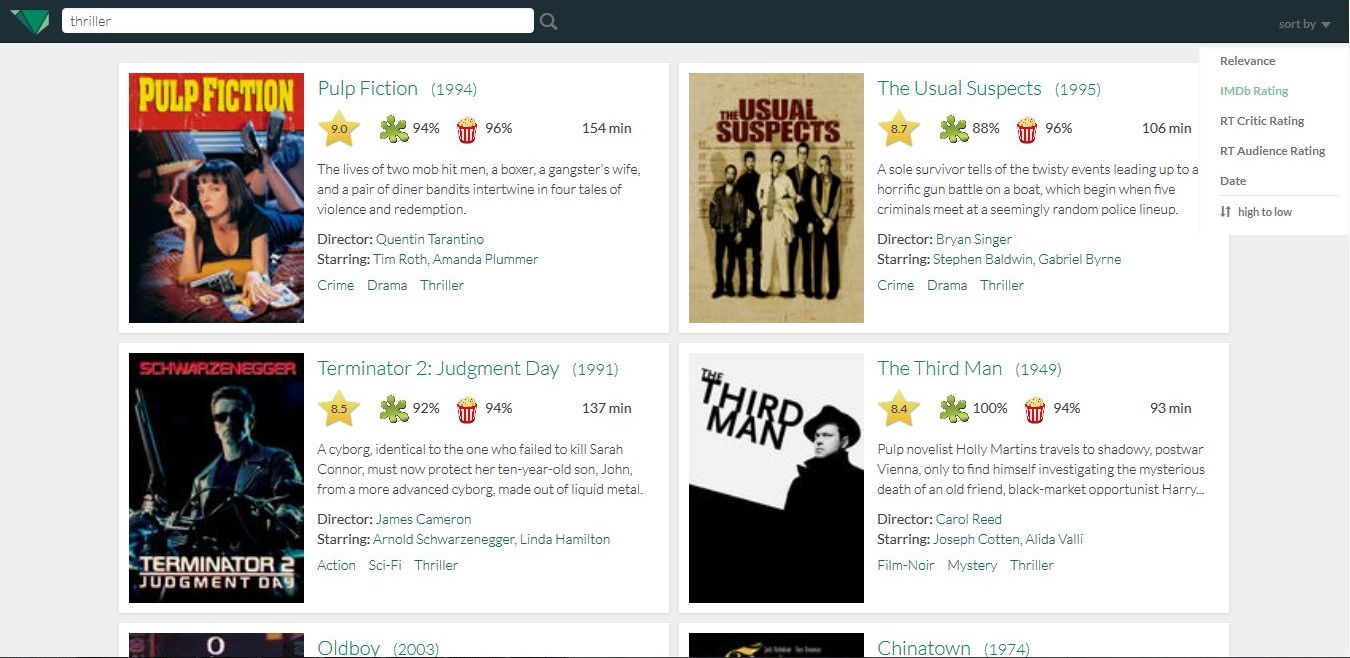 thriller
sort by
Relevance
IMDb Rating
RT Critic Rating
RT Audience Rating
Date
high to low
PULP FICTION
Pulp Fiction (1994)
9.0 94% 96% 154 min
The lives of two mob hit men, a boxer, a gangster's wife,
and a pair of diner bandits intertwine in four tales of
violence and redemption.
Director: Quentin Tarantino
Starring: Tim Roth, Amanda Plummer
Crime Drama Thriller
THE USUAL
SUSPECTS
The Usual Suspects (1995)
8.7 88% 96% 106 min
A sole survivor tells of the twisty events leading up to a
horrific gun battle on a boat, which begin when five
criminals meet at a seemingly random police lineup.
Director: Bryan Singer
Starring: Stephen Baldwin, Gabriel Byrne
Crime Drama Thriller
SCHWARZENEGGER
TERMINATOR 2
JUDGMENT DAY
Terminator 2: Judgment Day (1991)
8.5 92% 94% 137 min
A cyborg, identical to the one who failed to kill Sarah
Connor, must now protect her ten-year-old son, John,
from a more advanced cyborg, made out of liquid metal.
Director: James Cameron
Starring: Arnold Schwarzenegger, Linda Hamilton
Action Sci-Fi Thriller
THE
THIRD
MAN
The Third Man (1949)
8.4 100% 94% 93 min
Pulp novelist Holly Martins travels to shadowy, postwar
Vienna, only to find himself investigating the mysterious
death of an old friend, black-market opportunist Harry...
Director: Carol Reed
Starring: Joseph Cotten, Alida Valli
Film-Noir Mystery Thriller
O
Oldboy (2003)
Chinatown (1974)